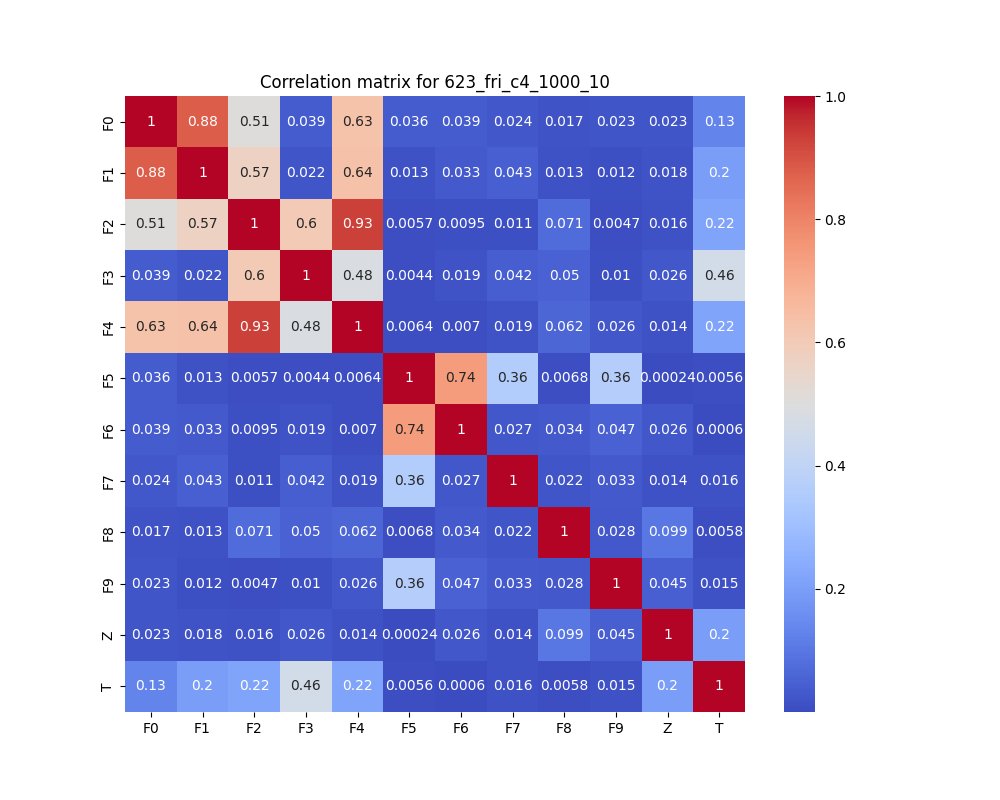 Correlation matrix for 623_fri_c4_1000_10
F0 1 0.88 0.51 0.039 0.63 0.036 0.039 0.024 0.017 0.023 0.023 0.13
F1 0.88 1 0.57 0.022 0.64 0.013 0.033 0.043 0.013 0.012 0.018 0.2
F2 0.51 0.57 1 0.6 0.93 0.0057 0.0095 0.011 0.071 0.0047 0.016 0.22
F3 0.039 0.022 0.6 1 0.48 0.0044 0.019 0.042 0.05 0.01 0.026 0.46
F4 0.63 0.64 0.93 0.48 1 0.0064 0.007 0.019 0.062 0.026 0.014 0.22
F5 0.036 0.013 0.0057 0.0044 0.0064 1 0.74 0.36 0.0068 0.36 0.00024 0.0056
F6 0.039 0.033 0.0095 0.019 0.007 0.74 1 0.027 0.034 0.047 0.026 0.0006
F7 0.024 0.043 0.011 0.042 0.019 0.36 0.027 1 0.022 0.033 0.014 0.016
F8 0.017 0.013 0.071 0.05 0.062 0.0068 0.034 0.022 1 0.028 0.099 0.0058
F9 0.023 0.012 0.0047 0.01 0.026 0.36 0.047 0.033 0.028 1 0.045 0.015
Z 0.023 0.018 0.016 0.026 0.014 0.00024 0.026 0.014 0.099 0.045 1 0.2
T 0.13 0.2 0.22 0.46 0.22 0.0056 0.0006 0.016 0.0058 0.015 0.2 1
F0 F1 F2 F3 F4 F5 F6 F7 F8 F9 Z T
1.0
0.8
0.6
0.4
0.2